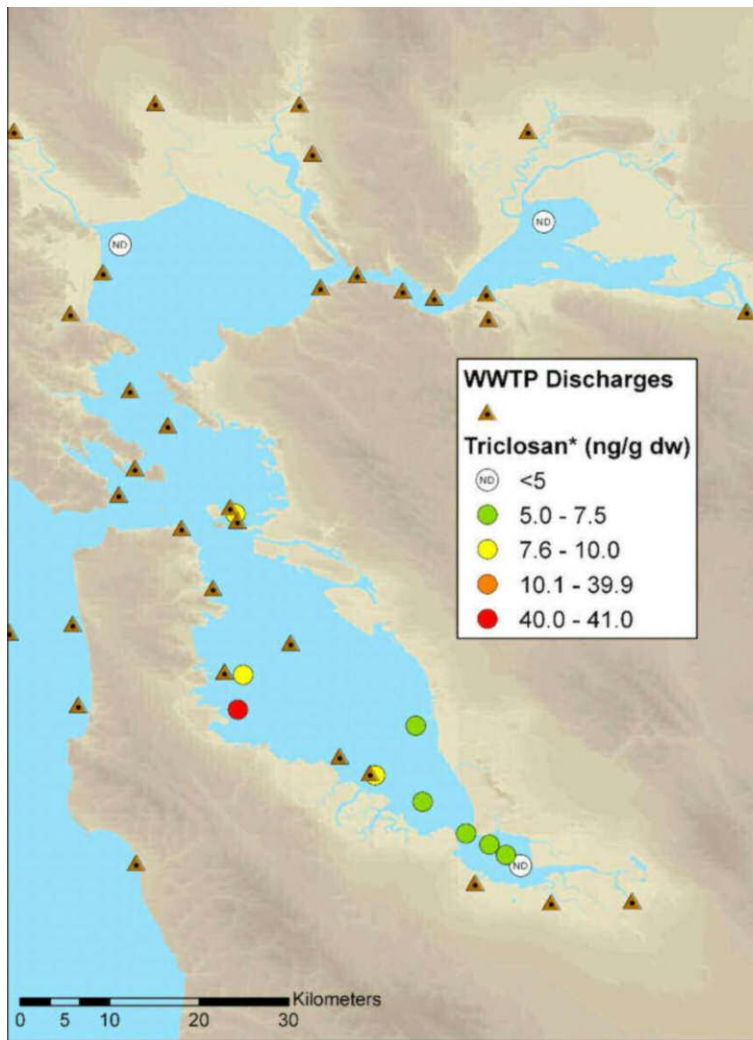 ND
ND
WWTP Discharges
Triclosan* (ng/g dw)
ND <5
5.0 - 7.5
7.6 - 10.0
10.1 - 39.9
40.0 - 41.0
ND
Kilometers
0 5 10 20 30